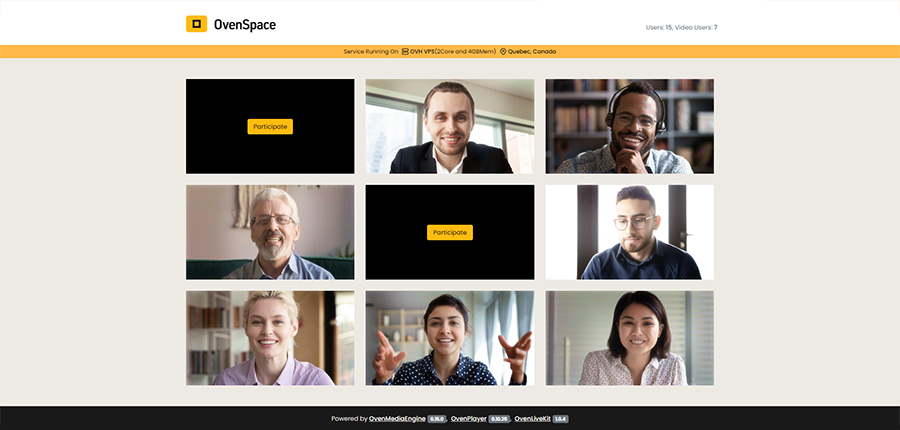 OvenSpace
Users: 15, Video Users: 7
Service Running On OVH VPS(2Core and 4GBMem) Quebec, Canada
Participate
Participate
Powered by OvenMediaEngine 0.15.0, OvenPlayer 0.10.25, OvenLiveKit 1.0.4